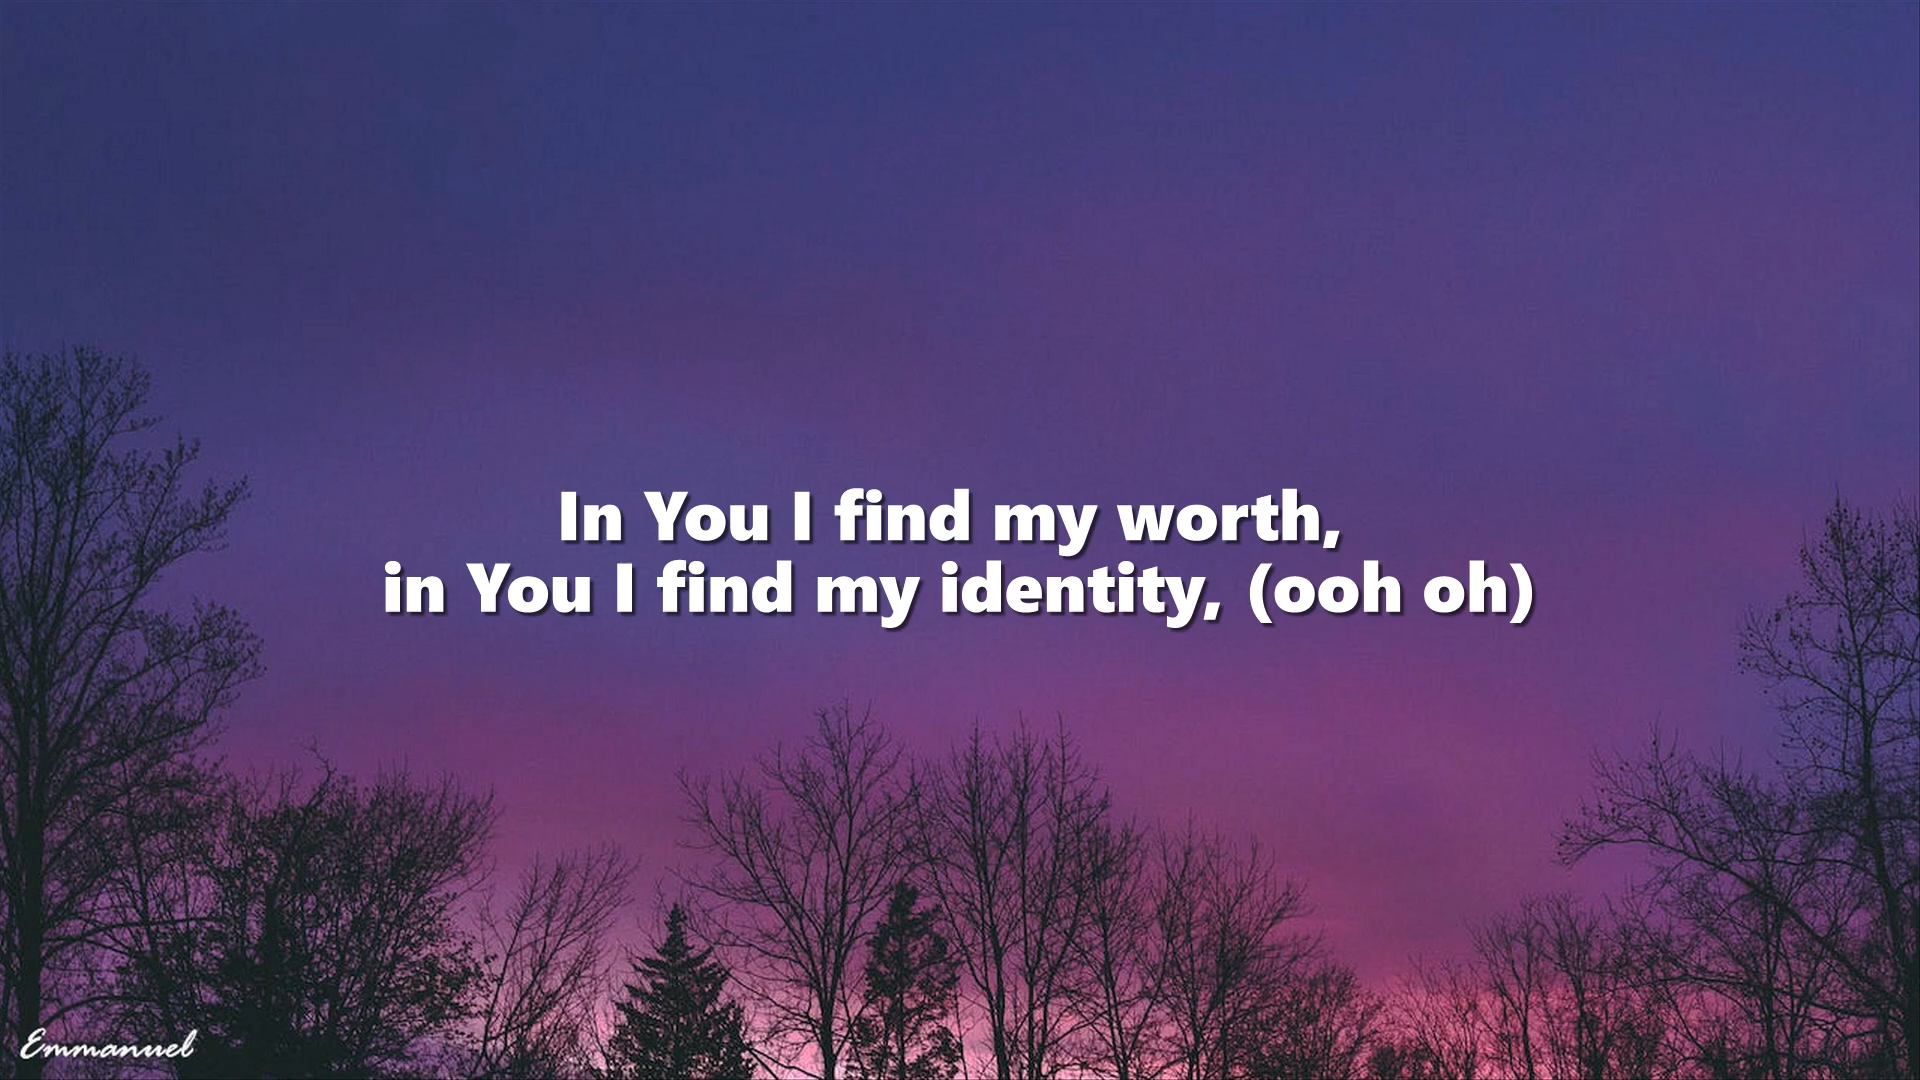 In You I find my worth,
in You I find my identity, (ooh oh)
Emmanuel